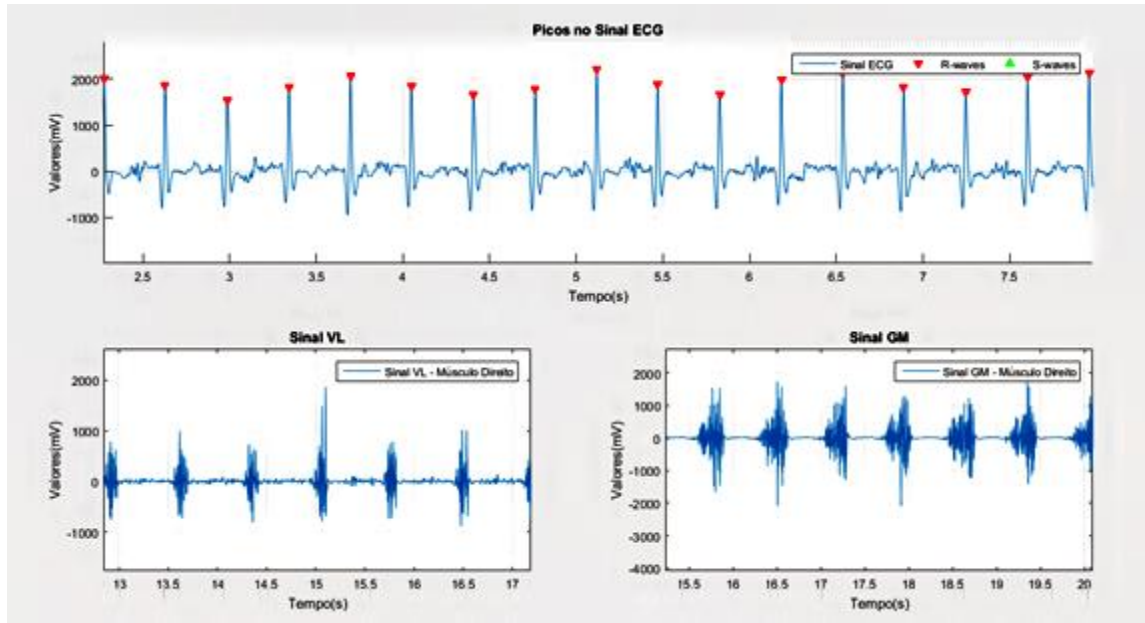 Picos no Sinal ECG
Sinal ECG R-waves S-waves
Valores(mV)
2000
1000
0
-1000
2.5 3 3.5 4 4.5 5 5.5 6 6.5 7 7.5
Tempo(s)
Sinal VL
Sinal VL - Músculo Direito
Valores(mV)
2000
1000
0
-1000
13 13.5 14 14.5 15 15.5 16 16.5 17
Tempo(s)
Sinal GM
Sinal GM - Músculo Direito
Valores(mV)
2000
1000
0
-1000
-2000
-3000
-4000
15.5 16 16.5 17 17.5 18 18.5 19 19.5 20
Tempo(s)